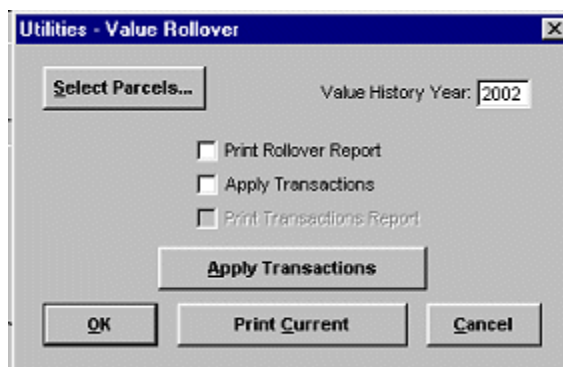 Utilities - Value Rollover
Select Parcels...
Value History Year: 2002
Print Rollover Report
Apply Transactions
Print Transactions Report
Apply Transactions
OK Print Current Cancel